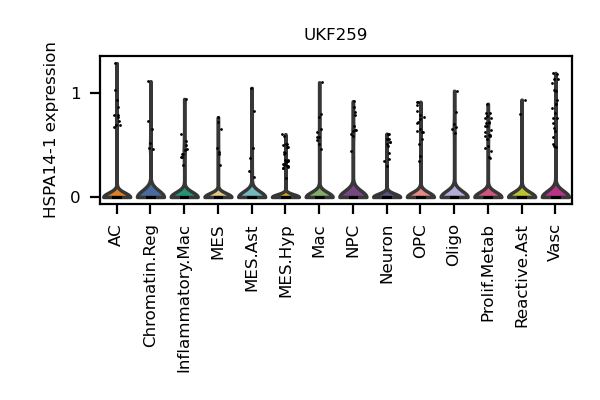 UKF259
HSPA14-1 expression
1
0
AC
Chromatin.Reg
Inflammatory.Mac
MES
MES.Ast
MES.Hyp
Mac
NPC
Neuron
OPC
Oligo
Prolif.Metab
Reactive.Ast
Vasc